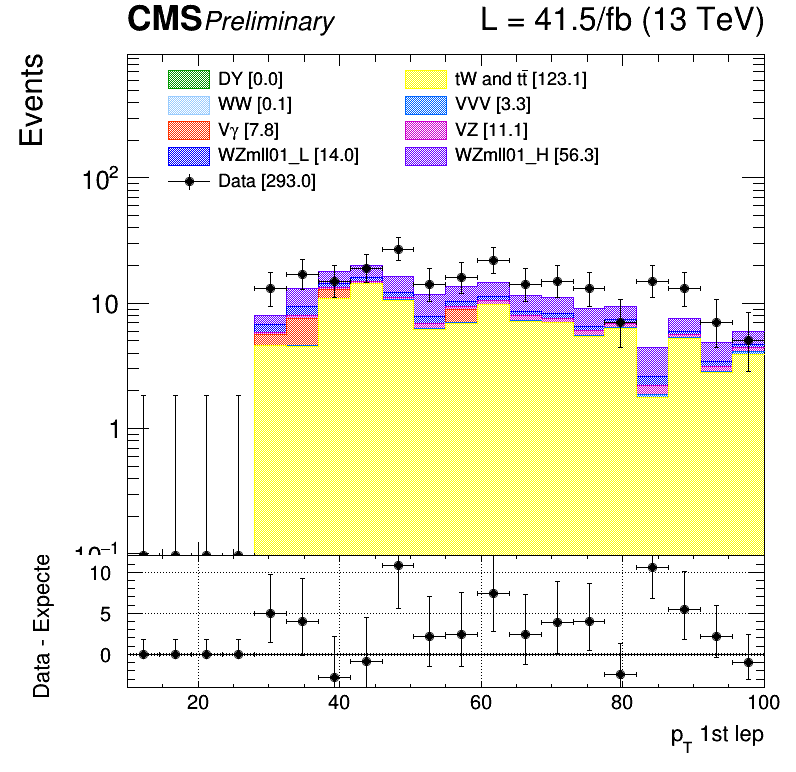 CMS Preliminary L = 41.5/fb (13 TeV)
Events
DY [0.0] tW and tt̄ [123.1]
WW [0.1] VVV [3.3]
Vγ [7.8] VZ [11.1]
WZmll01_L [14.0] WZmll01_H [56.3]
Data [293.0]
10²
10
1
10⁻¹
Data - Expecte
10
5
0
20 40 60 80 100
p_T 1st lep